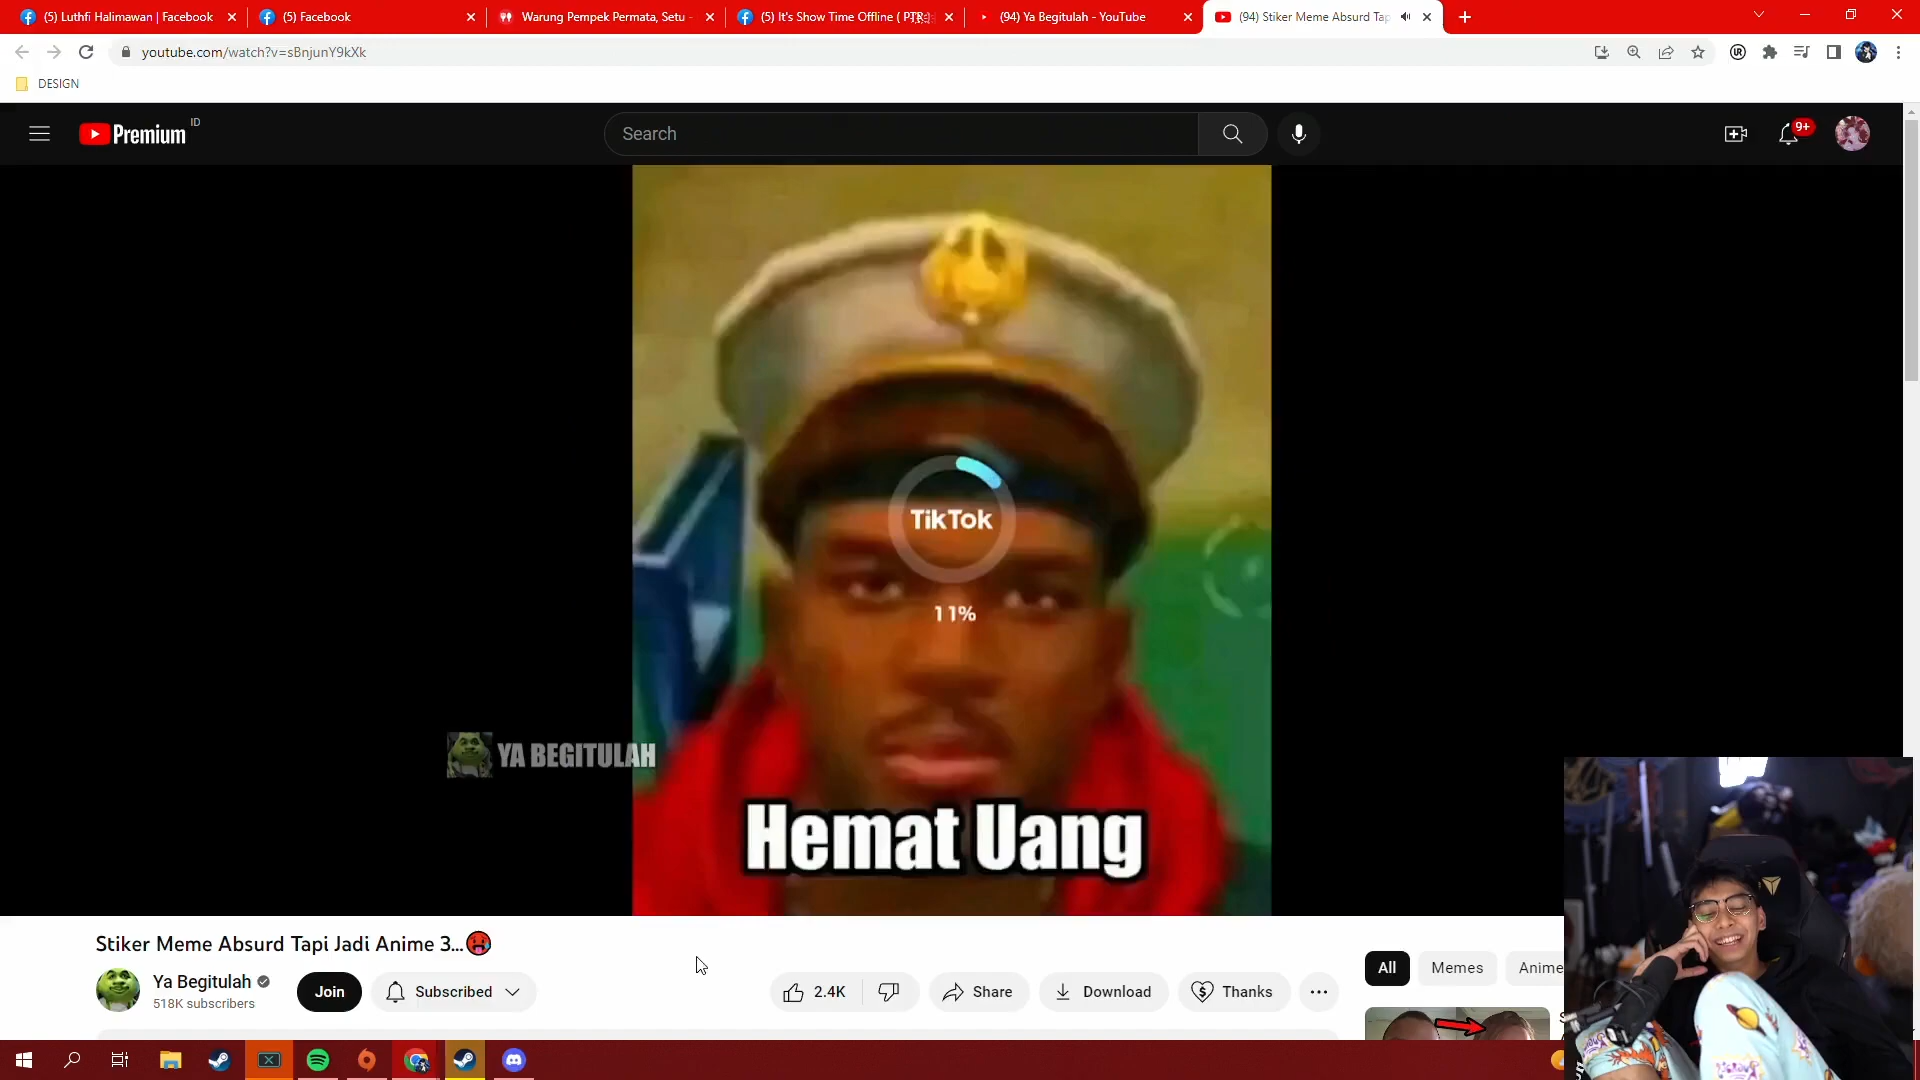 (5) Luthfi Halimawan | Facebook
(5) Facebook
Warung Pempek Permata, Setu -
(5) It's Show Time Offline ( PTR
(94) Ya Begitulah - YouTube
(94) Stiker Meme Absurd Tap
youtube.com/watch?v=sBnjunY9kXk
DESIGN
Premium ID
Search
9+
TikTok
11%
YA BEGITULAH
Hemat Uang
Stiker Meme Absurd Tapi Jadi Anime 3...
Ya Begitulah
518K subscribers
Join
Subscribed
2.4K
Share
Download
Thanks
All
Memes
Anime